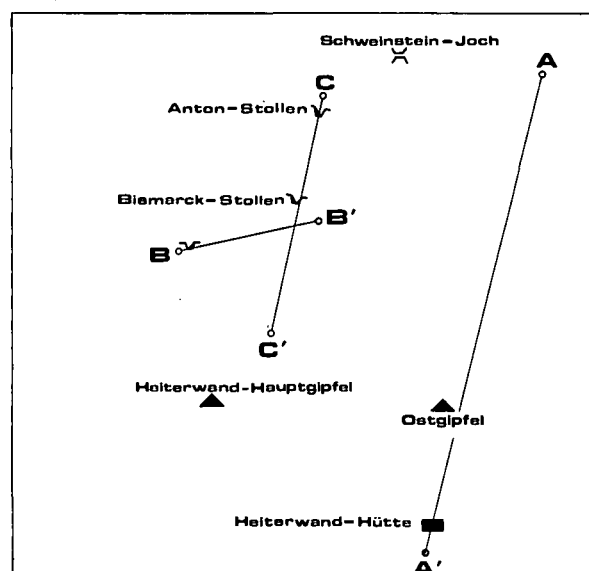 Schweinstein-Joch
A
C
Anton-Stollen
Bismarck-Stollen
B'
B
C'
Heiterwand-Hauptgipfel
Ostgipfel
Heiterwand-Hütte
A'